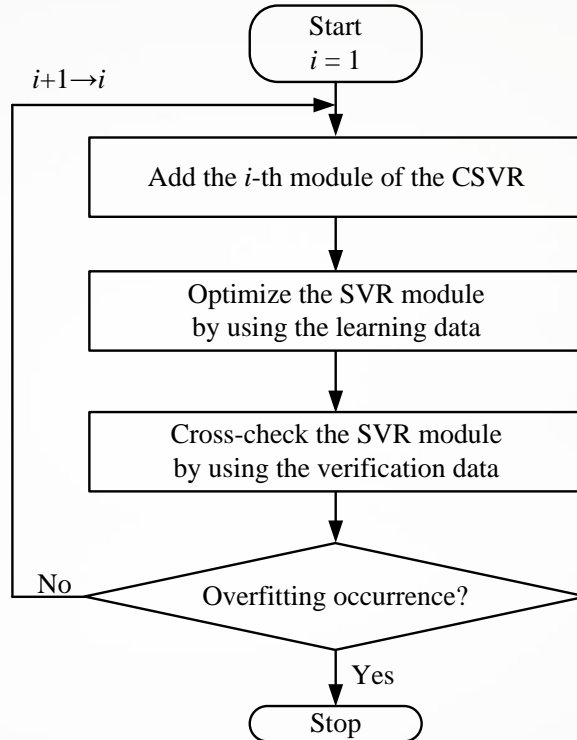 Start
i = 1
i+1→i
Add the i-th module of the CSVR
Optimize the SVR module
by using the learning data
Cross-check the SVR module
by using the verification data
No
Overfitting occurrence?
Yes
Stop